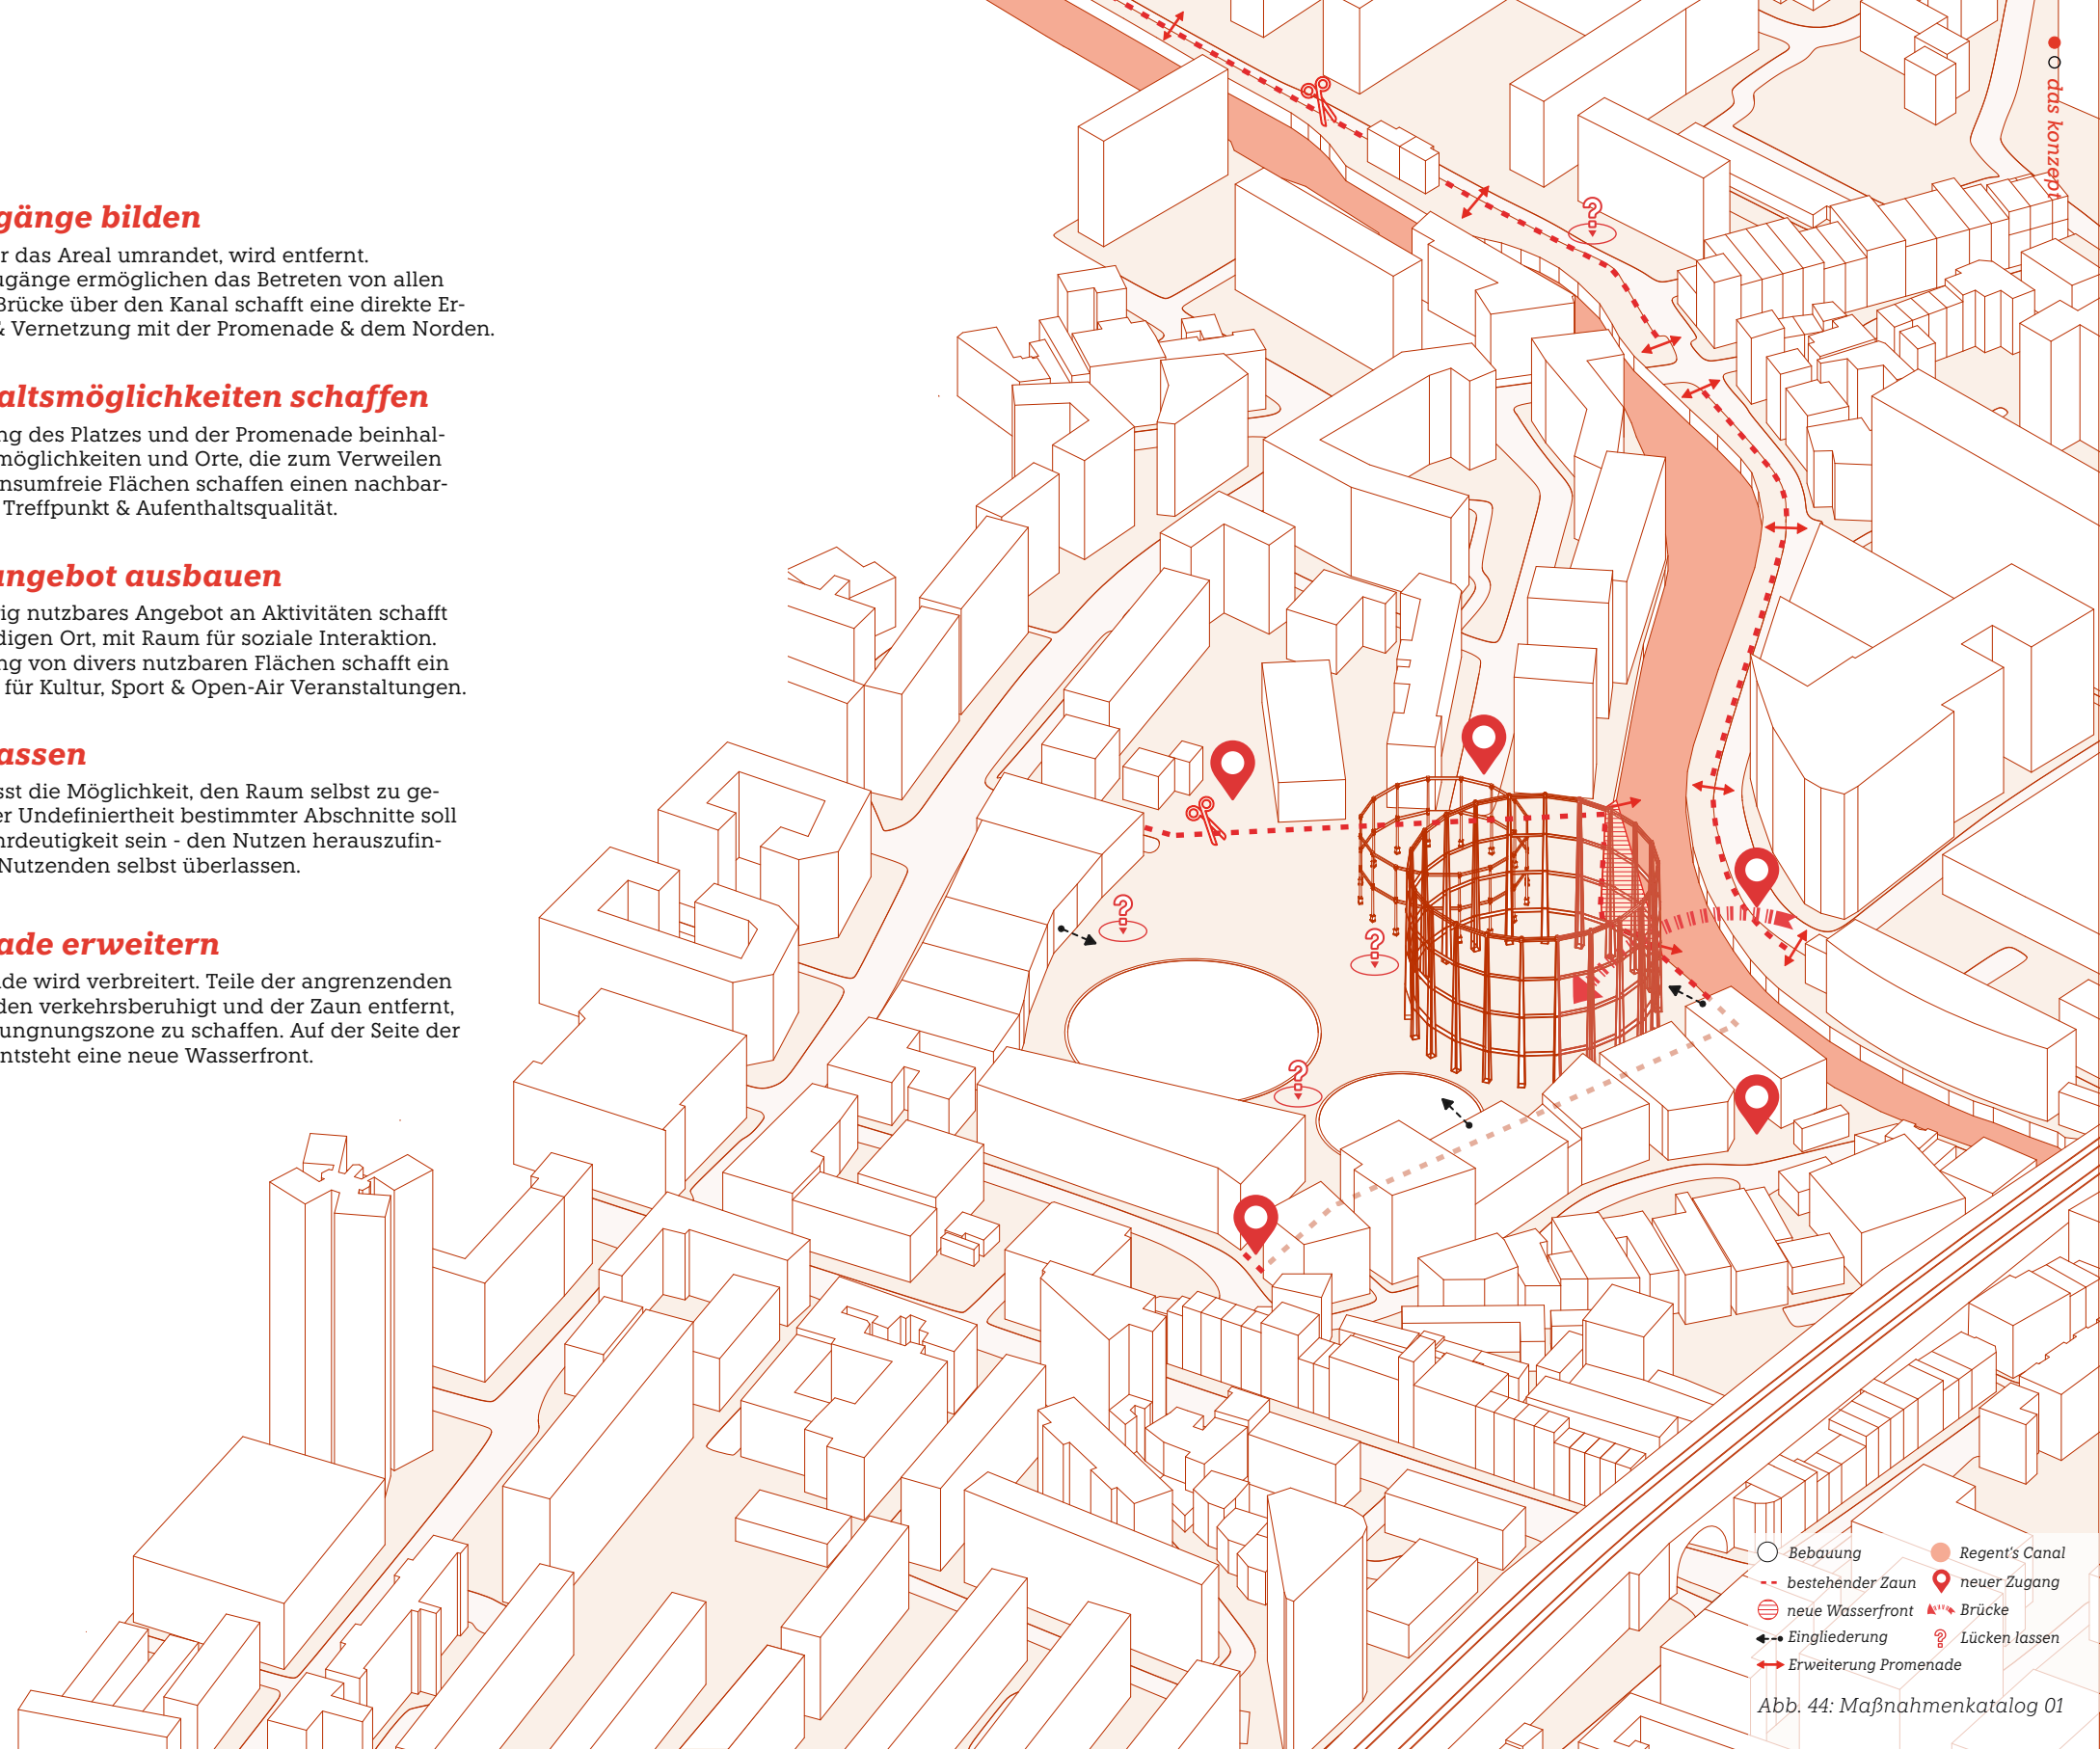 das konzept
gänge bilden
r das Areal umrandet, wird entfernt.
ugänge ermöglichen das Betreten von allen
Brücke über den Kanal schafft eine direkte Er-
& Vernetzung mit der Promenade & dem Norden.
altsmöglichkeiten schaffen
ng des Platzes und der Promenade beinhal-
möglichkeiten und Orte, die zum Verweilen
nsumfreie Flächen schaffen einen nachbar-
Treffpunkt & Aufenthaltsqualität.
angebot ausbauen
ig nutzbares Angebot an Aktivitäten schafft
digen Ort, mit Raum für soziale Interaktion.
ng von divers nutzbaren Flächen schafft ein
für Kultur, Sport & Open-Air Veranstaltungen.
assen
sst die Möglichkeit, den Raum selbst zu ge-
er Undefiniertheit bestimmter Abschnitte soll
hrdeutigkeit sein - den Nutzen herauszufin-
Nutzenden selbst überlassen.
ade erweitern
de wird verbreitert. Teile der angrenzenden
den verkehrsberuhigt und der Zaun entfernt,
ungnungszone zu schaffen. Auf der Seite der
ntsteht eine neue Wasserfront.
?
?
?
?
Bebauung
Regent's Canal
bestehender Zaun
neuer Zugang
neue Wasserfront
Brücke
Eingliederung
? Lücken lassen
Erweiterung Promenade
Abb. 44: Maßnahmenkatalog 01